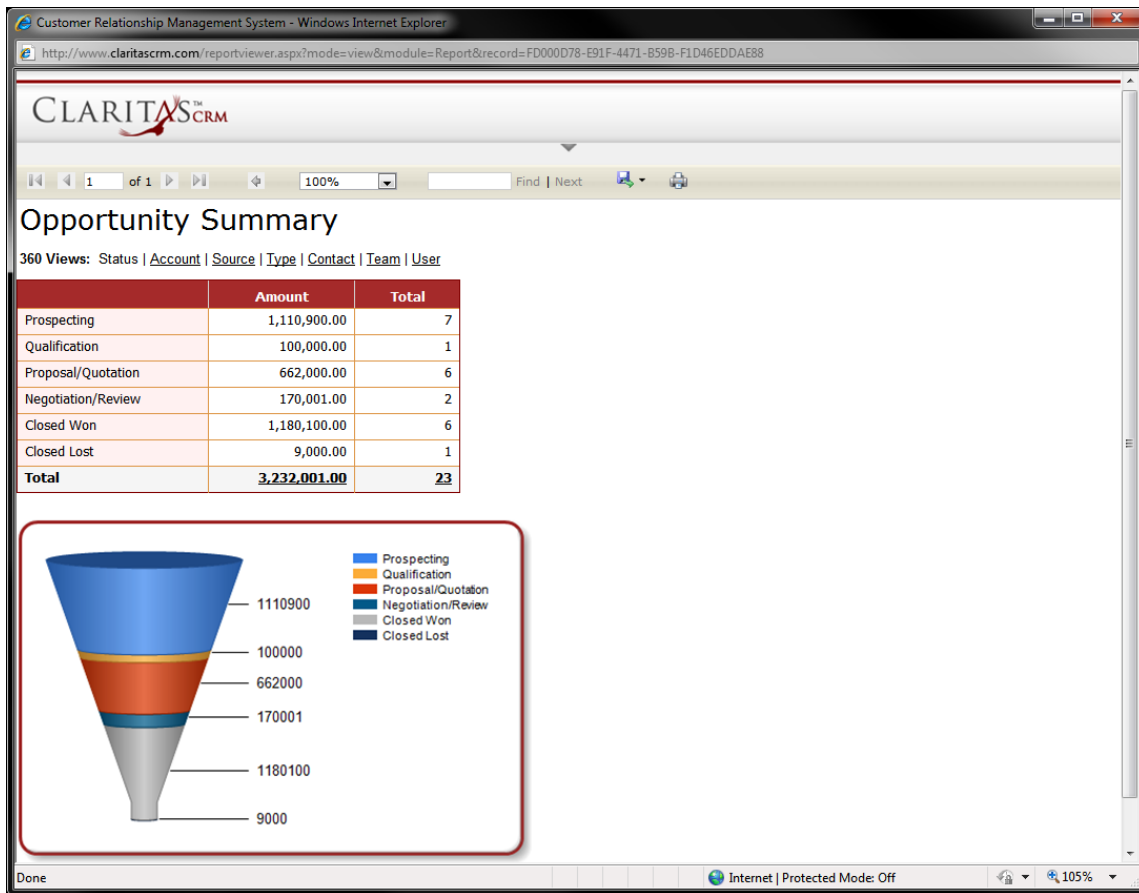 Customer Relationship Management System - Windows Internet Explorer
http://www.claritascrm.com/reportviewer.aspx?mode=view&module=Report&record=FD000D78-E91F-4471-B59B-F1D46EDDAE88
CLARITAS™CRM
1 of 1 100% Find | Next
Opportunity Summary
360 Views: Status | Account | Source | Type | Contact | Team | User
Amount Total
Prospecting 1,110,900.00 7
Qualification 100,000.00 1
Proposal/Quotation 662,000.00 6
Negotiation/Review 170,001.00 2
Closed Won 1,180,100.00 6
Closed Lost 9,000.00 1
Total 3,232,001.00 23
Prospecting
Qualification
Proposal/Quotation
Negotiation/Review
Closed Won
Closed Lost
1110900
100000
662000
170001
1180100
9000
Done Internet | Protected Mode: Off 105%